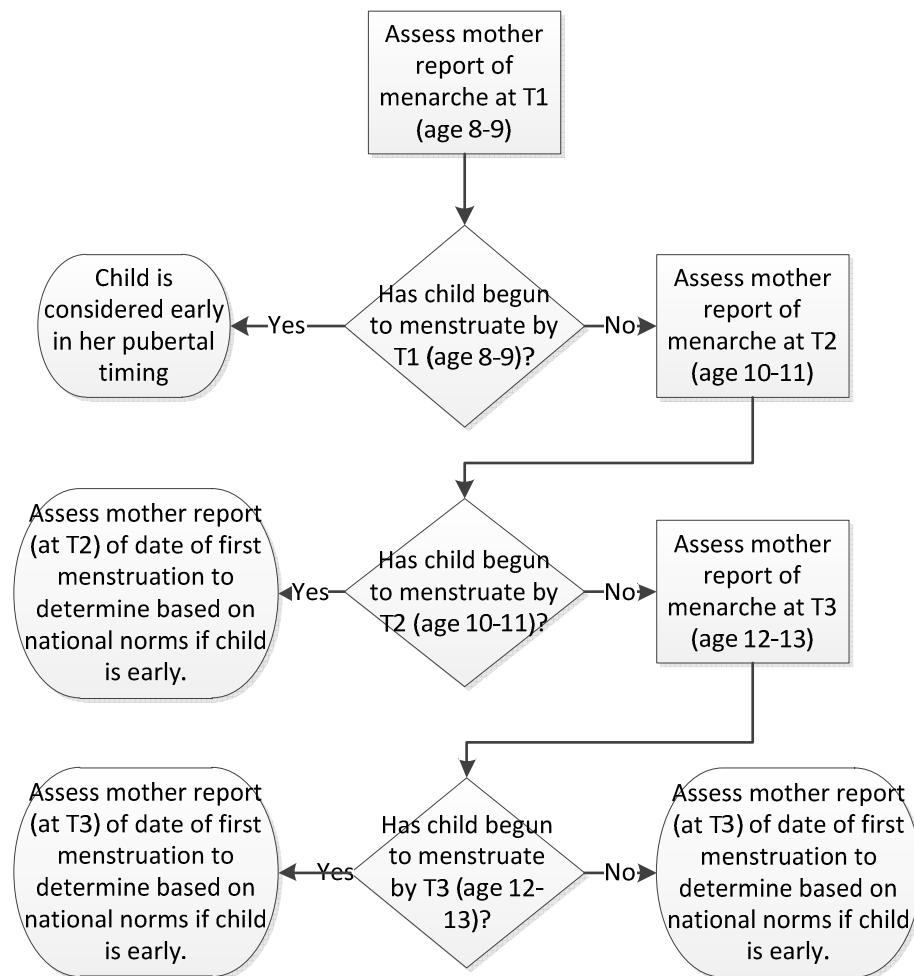 Assess mother
report of
menarche at T1
(age 8-9)
Child is
considered early
in her pubertal
timing
Yes
Has child begun
to menstruate by
T1 (age 8-9)?
No
Assess mother
report of
menarche at T2
(age 10-11)
Assess mother report
(at T2) of date of first
menstruation to
determine based on
national norms if child
is early.
Yes
Has child begun
to menstruate by
T2 (age 10-11)?
No
Assess mother
report of
menarche at T3
(age 12-13)
Assess mother report
(at T3) of date of first
menstruation to
determine based on
national norms if child
is early.
Yes
Has child begun
to menstruate
by T3 (age 12-
13)?
No
Assess mother report
(at T3) of date of first
menstruation to
determine based on
national norms if child
is early.